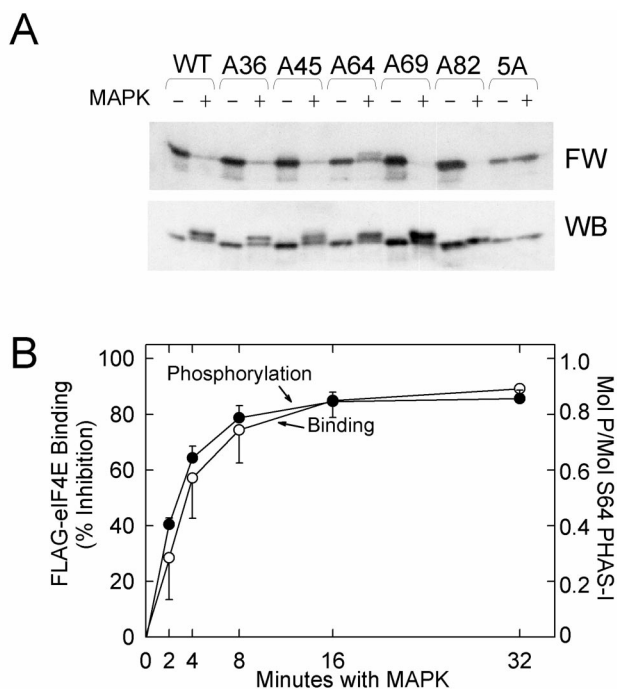 A
WT A36 A45 A64 A69 A82 5A
MAPK – + – + – + – + – + – + – +
FW
WB
B
100
80
60
40
20
0
FLAG-eIF4E Binding
(% Inhibition)
Phosphorylation
Binding
1.0
0.8
0.6
0.4
0.2
0
Mol P/Mol S64 PHAS-I
0 2 4 8 16 32
Minutes with MAPK